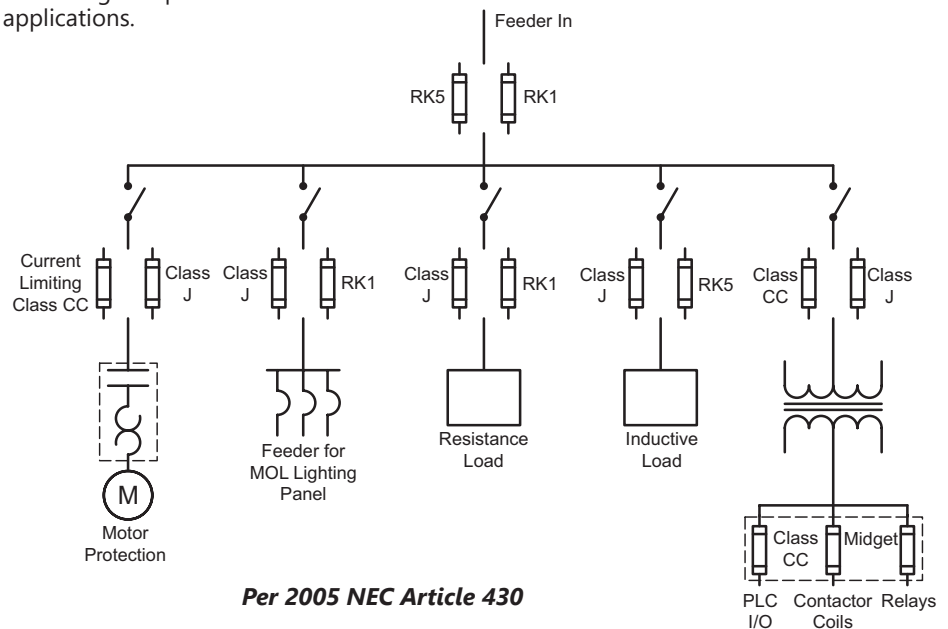 applications.
Feeder In
RK5
RK1
Current
Limiting
Class CC
Class
J
Class
J
RK1
Class
J
RK1
Class
J
RK5
Class
CC
Class
J
M
Motor
Protection
Feeder for
MOL Lighting
Panel
Resistance
Load
Inductive
Load
Class
CC
Midget
PLC
I/O
Contactor
Coils
Relays
Per 2005 NEC Article 430